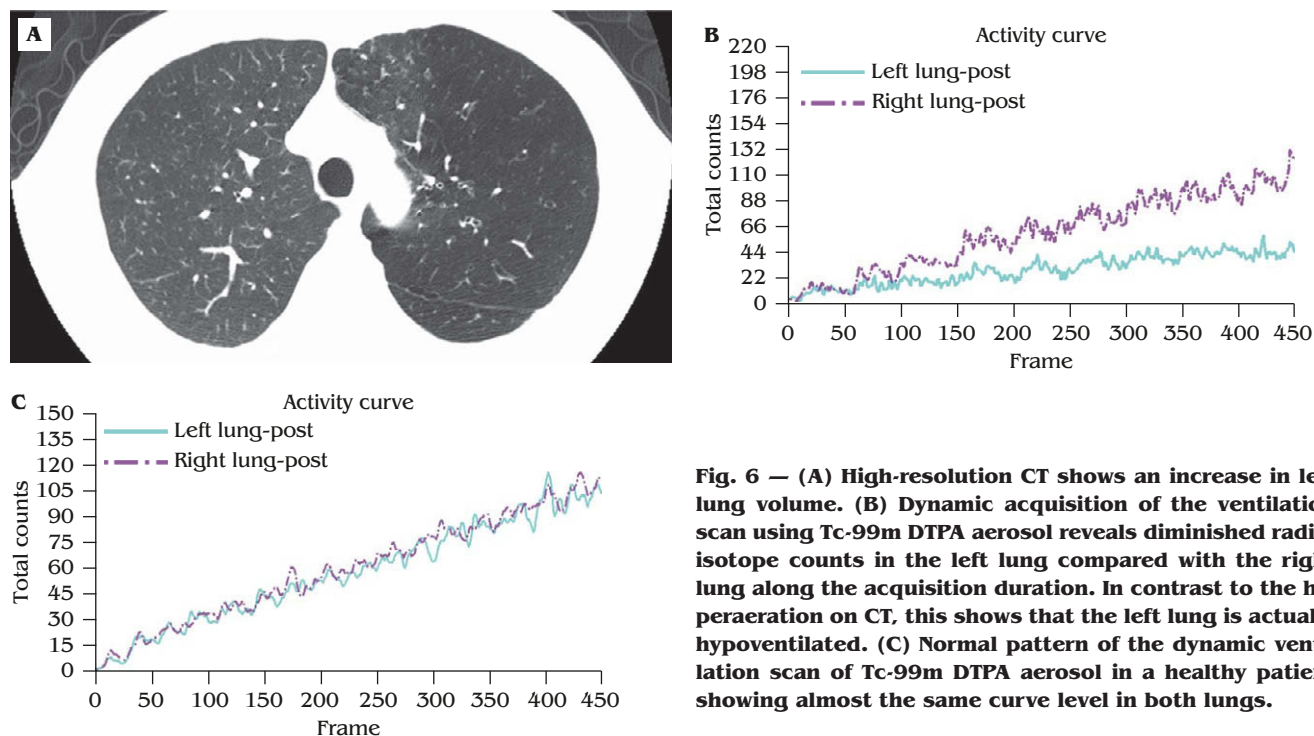 A
B
Activity curve
Left lung-post
Right lung-post
Total counts
220
198
176
154
132
110
88
66
44
22
0
0 50 100 150 200 250 300 350 400 450
Frame
C
Activity curve
Left lung-post
Right lung-post
Total counts
150
135
120
105
90
75
60
45
30
15
0
0 50 100 150 200 250 300 350 400 450
Frame
Fig. 6 — (A) High-resolution CT shows an increase in le
lung volume. (B) Dynamic acquisition of the ventilatio
scan using Tc-99m DTPA aerosol reveals diminished radi
isotope counts in the left lung compared with the righ
lung along the acquisition duration. In contrast to the h
peraeration on CT, this shows that the left lung is actual
hypoventilated. (C) Normal pattern of the dynamic vent
lation scan of Tc-99m DTPA aerosol in a healthy patien
showing almost the same curve level in both lungs.